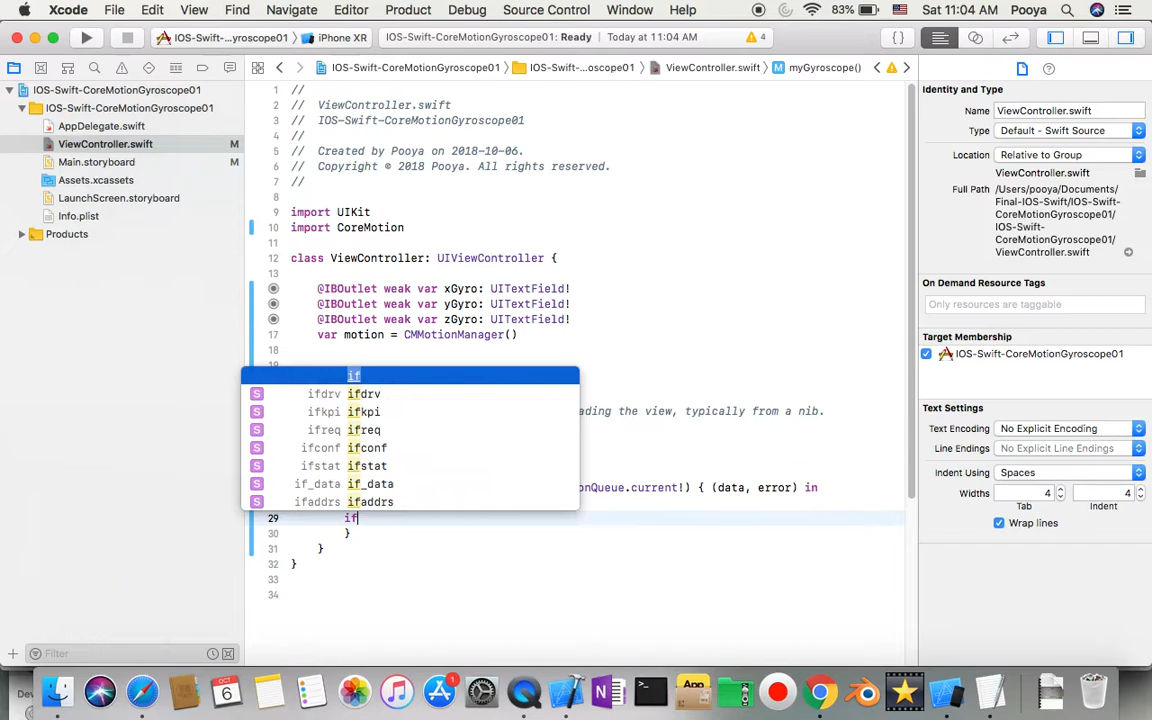 Xcode File Edit View Find Navigate Editor Product Debug Source Control Window Help 83% Sat 11:04 AM Pooya
IOS-Swift-...yroscope01 iPhone XR IOS-Swift-CoreMotionGyroscope01: Ready Today at 11:04 AM 4
IOS-Swift-CoreMotionGyroscope01 IOS-Swift-...oscope01 ViewController.swift M myGyroscope()
IOS-Swift-CoreMotionGyroscope01
IOS-Swift-CoreMotionGyroscope01
AppDelegate.swift
ViewController.swift M
Main.storyboard M
Assets.xcassets
LaunchScreen.storyboard
Info.plist
Products
Filter
1 //
2 // ViewController.swift
3 // IOS-Swift-CoreMotionGyroscope01
4 //
5 // Created by Pooya on 2018-10-06.
6 // Copyright © 2018 Pooya. All rights reserved.
7 //
8
9 import UIKit
10 import CoreMotion
11
12 class ViewController: UIViewController {
13
@IBOutlet weak var xGyro: UITextField!
@IBOutlet weak var yGyro: UITextField!
@IBOutlet weak var zGyro: UITextField!
17 var motion = CMMotionManager()
18
if
S ifdrv ifdrv
S ifkpi ifkpi
S ifreq ifreq
S ifconf ifconf
S ifstat ifstat
S if_data if_data
S ifaddrs ifaddrs
ading the view, typically from a nib.
onQueue.current!) { (data, error) in
29 if
30 }
31 }
32 }
33
34
Identity and Type
Name ViewController.swift
Type Default - Swift Source
Location Relative to Group
ViewController.swift
Full Path /Users/pooya/Documents/
Final-IOS-Swift/IOS-Swift-
CoreMotionGyroscope01/
IOS-Swift-
CoreMotionGyroscope01/
ViewController.swift
On Demand Resource Tags
Only resources are taggable
Target Membership
IOS-Swift-CoreMotionGyroscope01
Text Settings
Text Encoding No Explicit Encoding
Line Endings No Explicit Line Endings
Indent Using Spaces
Widths 4 4
Tab Indent
Wrap lines
OCT
6
1
App